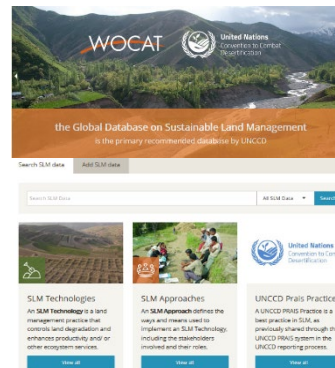 WOCAT
United Nations
Convention to Combat
Desertification
the Global Database on Sustainable Land Management
is the primary recommended database by UNCCD
Search SLM data
Add SLM data
Search SLM Data
All SLM Data
Search
SLM Technologies
An SLM Technology is a land
management practice that
controls land degradation and
enhances productivity and/ or
other ecosystem services.
View all
SLM Approaches
An SLM Approach defines the
ways and means used to
implement an SLM Technology,
including the stakeholders
involved and their roles.
View all
United Nations
Convention to Com
Desertification
UNCCD Prais Practice
A UNCCD PRAIS Practice is a
best practice in SLM, as
previously shared through th
UNCCD PRAIS system in the
UNCCD reporting process.
View all